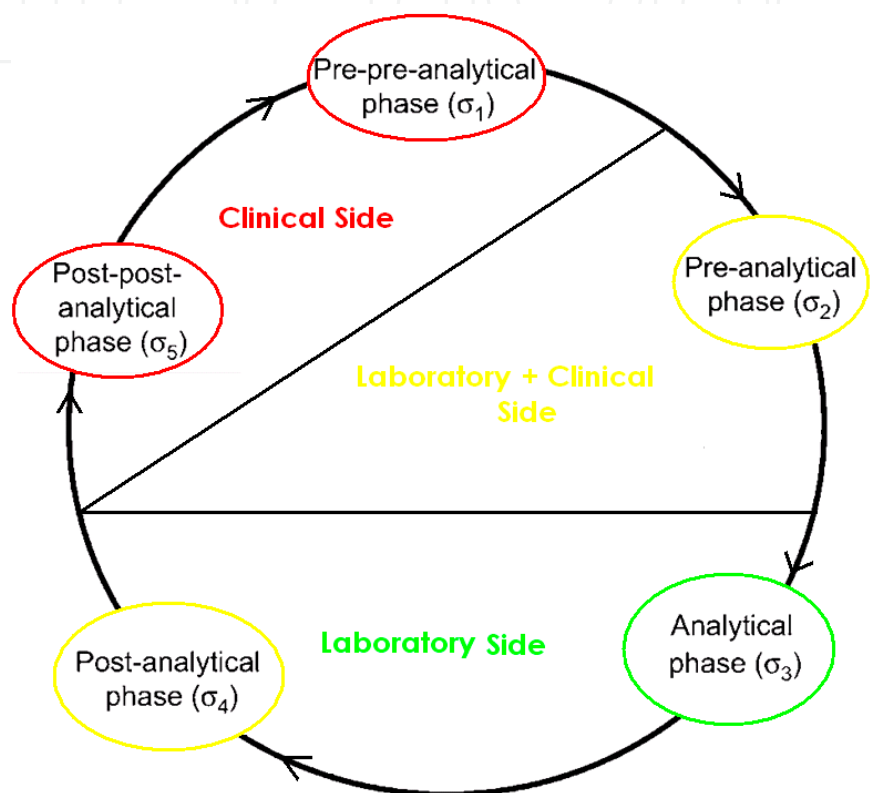 Pre-pre-analytical
phase (σ₁)
Clinical Side
Pre-analytical
phase (σ₂)
Post-post-
analytical
phase (σ₅)
Laboratory + Clinical
Side
Analytical
phase (σ₃)
Laboratory Side
Post-analytical
phase (σ₄)